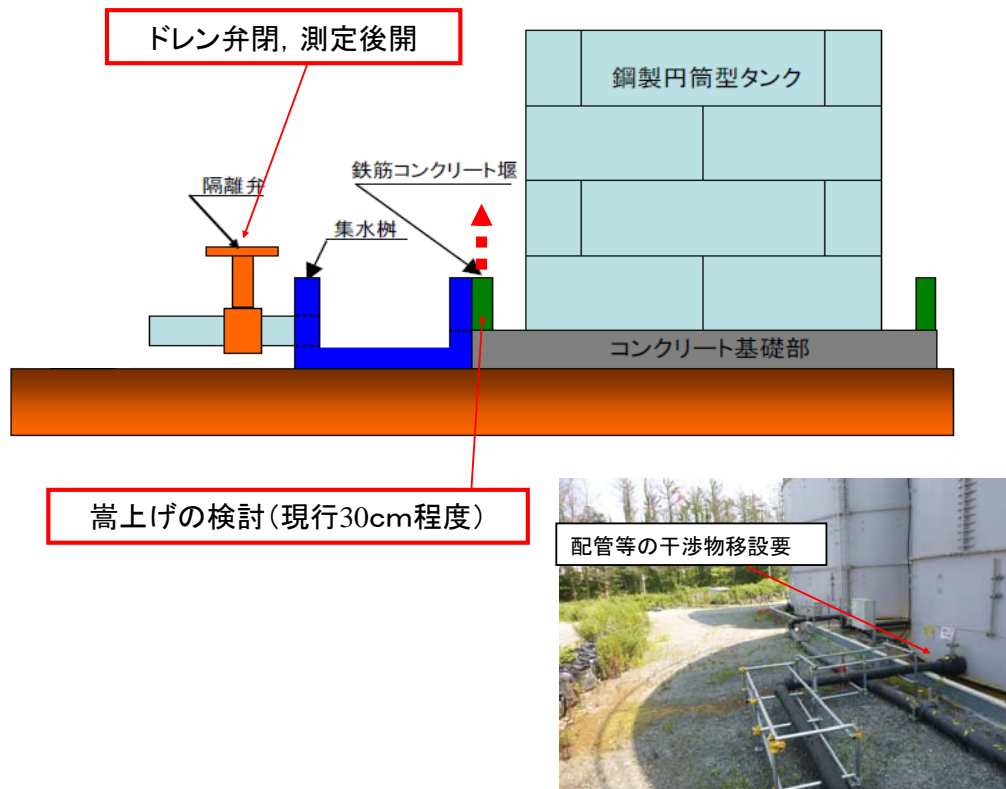 ドレン弁閉，測定後開
鋼製円筒型タンク
鉄筋コンクリート堰
隔離弁
集水桝
コンクリート基礎部
嵩上げの検討（現行30cm程度）
配管等の干渉物移設要